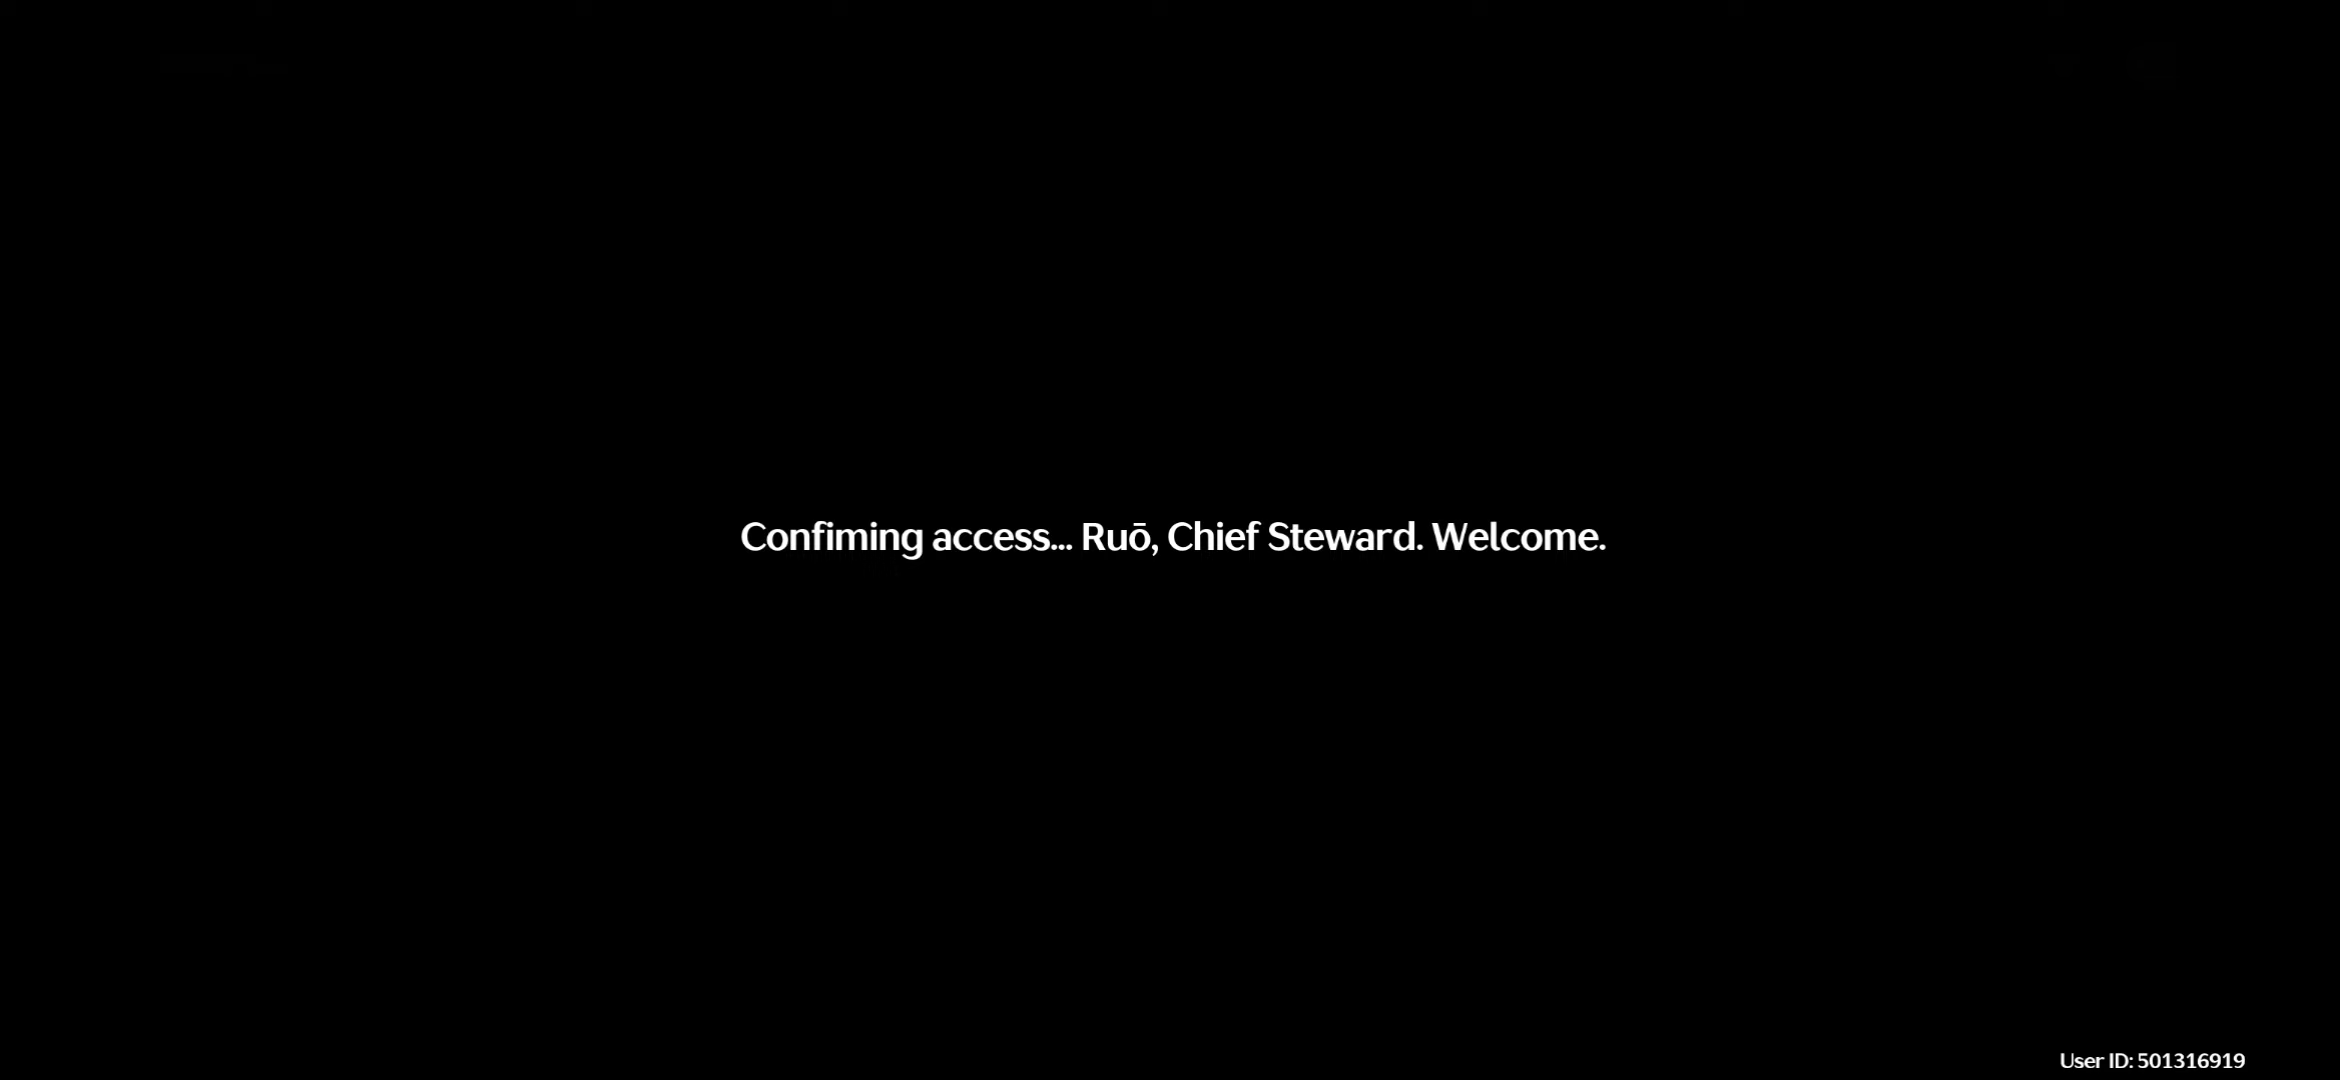 Confiming access... Ruō, Chief Steward. Welcome.
User ID: 501316919